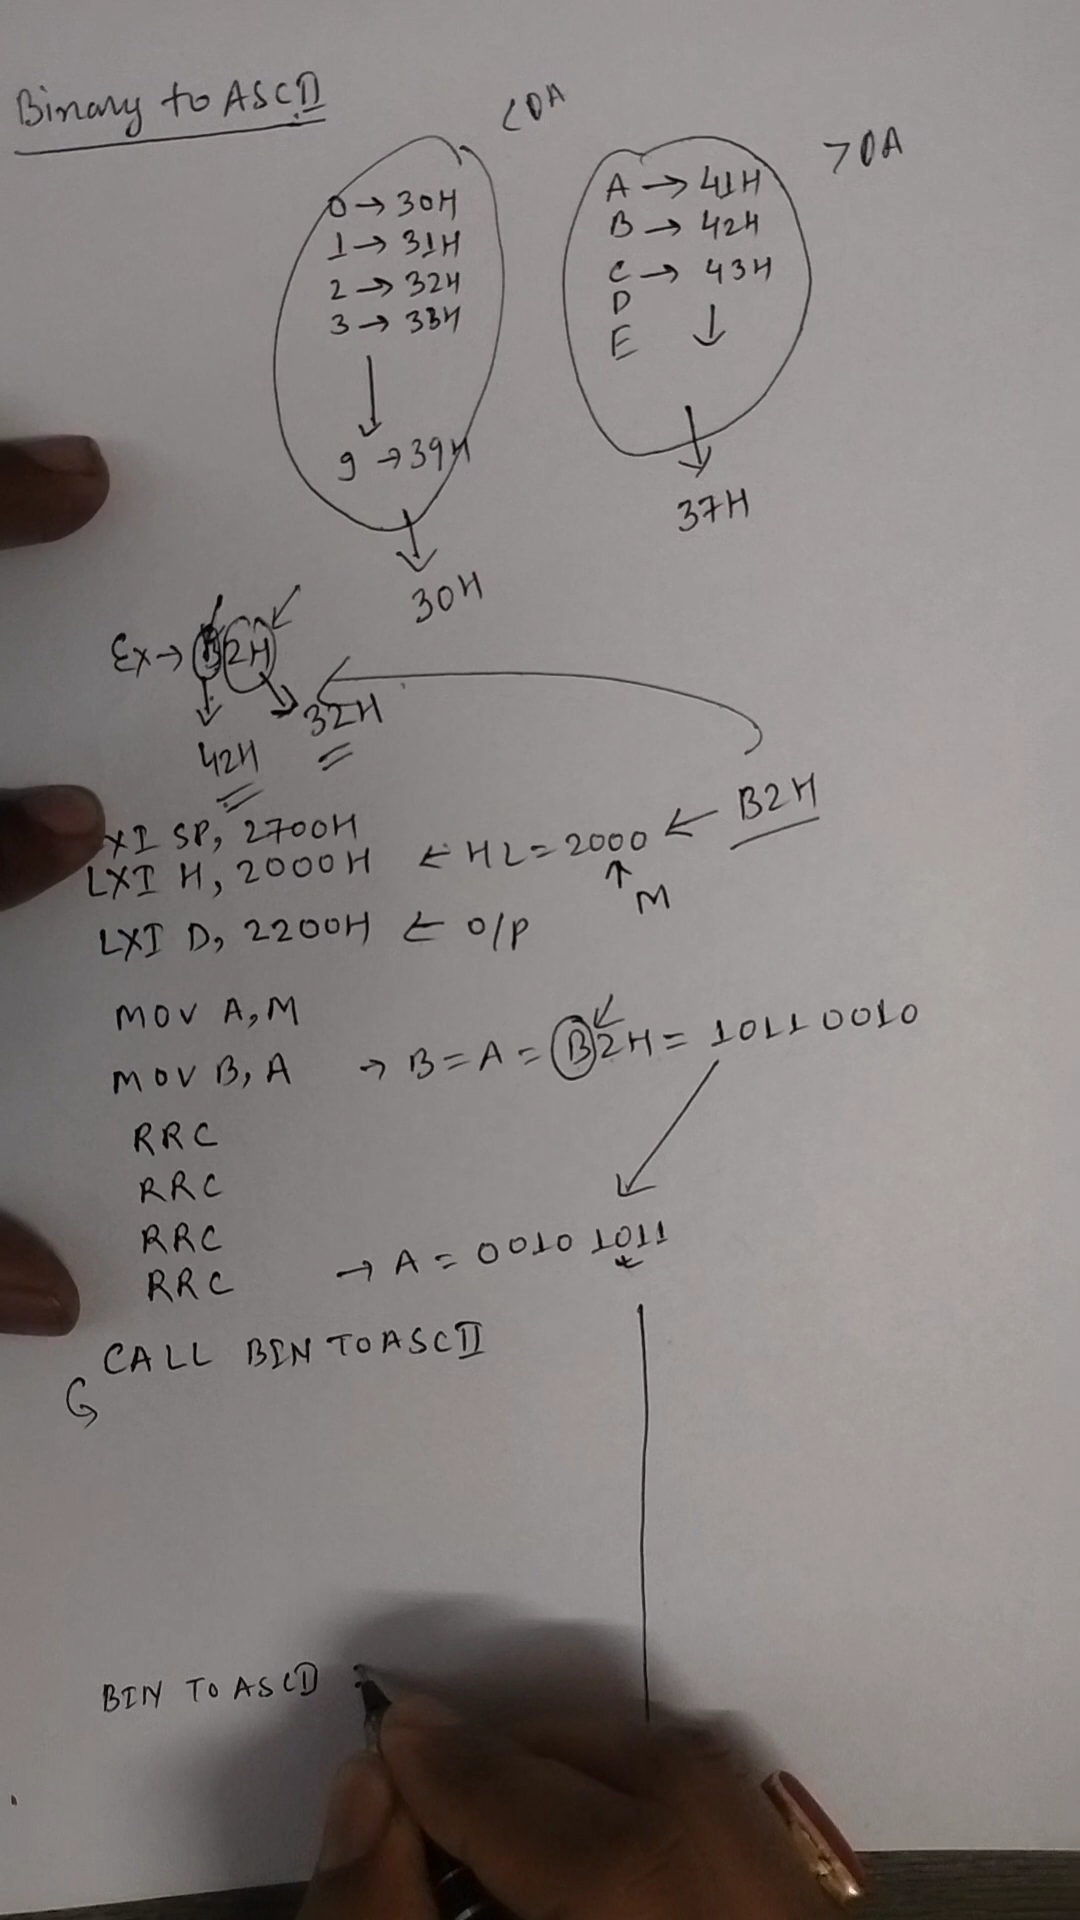 Binary to ASCII
<0A
>0A
0 → 30H
1 → 31H
2 → 32H
3 → 33H
9 → 39H
30H
A → 41H
B → 42H
C → 43H
D
E
37H
Ex → B2H
42H
32H
B2H
LXI SP, 2700H
LXI H, 2000H ← HL = 2000 ←
M
LXI D, 2200H ← O/P
MOV A, M
MOV B, A → B = A = B2H = 1011 0010
RRC
RRC
RRC
RRC → A = 0010 1011
CALL BIN TO ASCII
BIN TO ASCII